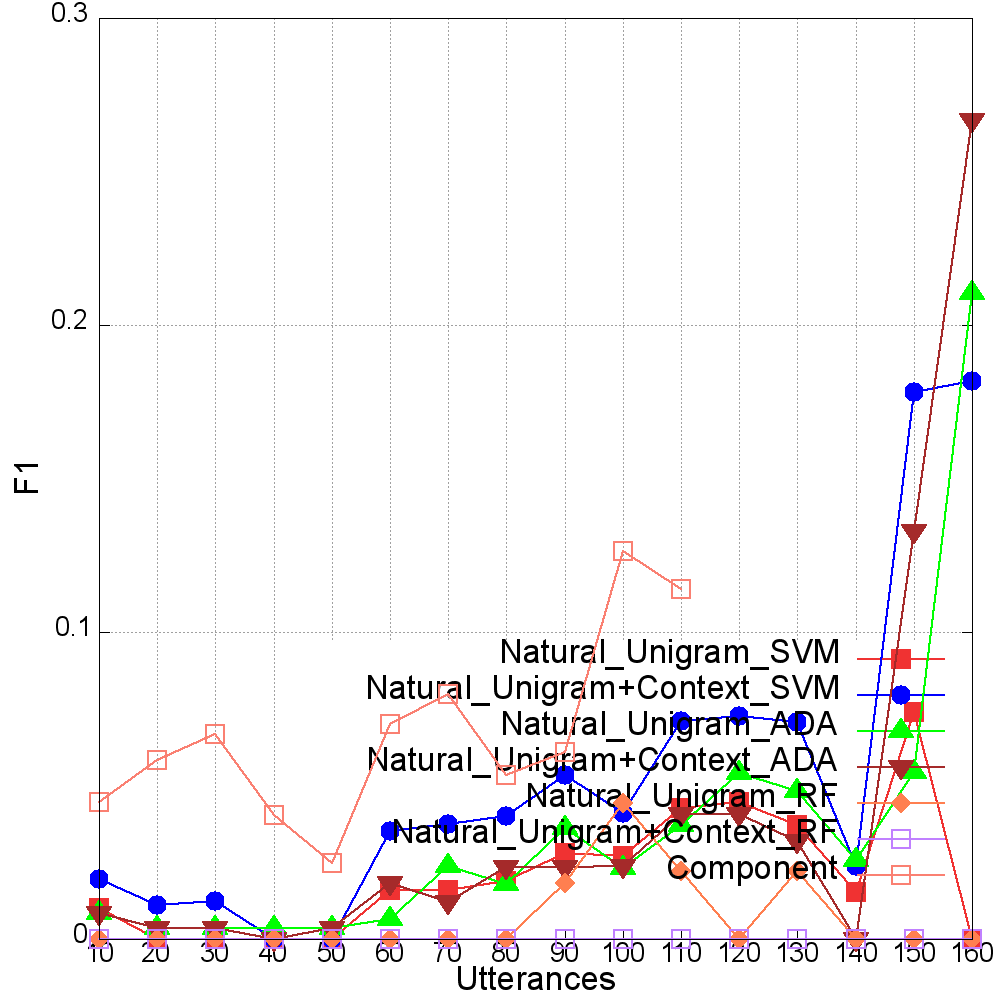 0.3
0.2
0.1
0
F1
Natural_Unigram_SVM
Natural_Unigram+Context_SVM
Natural_Unigram_ADA
Natural_Unigram+Context_ADA
Natural_Unigram_RF
Natural_Unigram+Context_RF
Component
10 20 30 40 50 60 70 80 90 100 110 120 130 140 150 160
Utterances